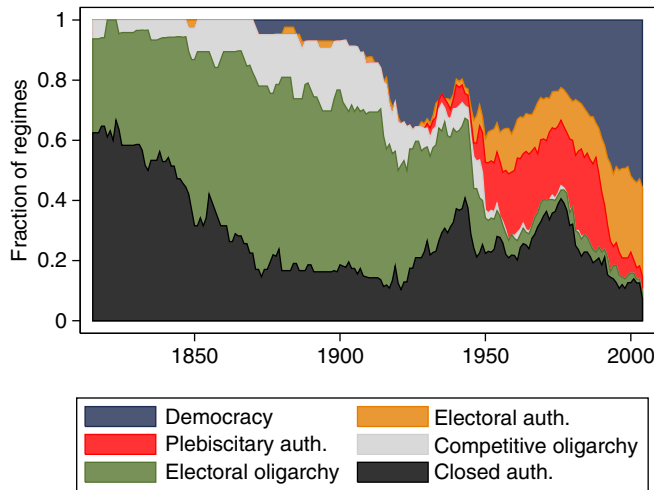 Fraction of regimes
1
0.8
0.6
0.4
0.2
0
1850 1900 1950 2000
Democracy Electoral auth.
Plebiscitary auth. Competitive oligarchy
Electoral oligarchy Closed auth.